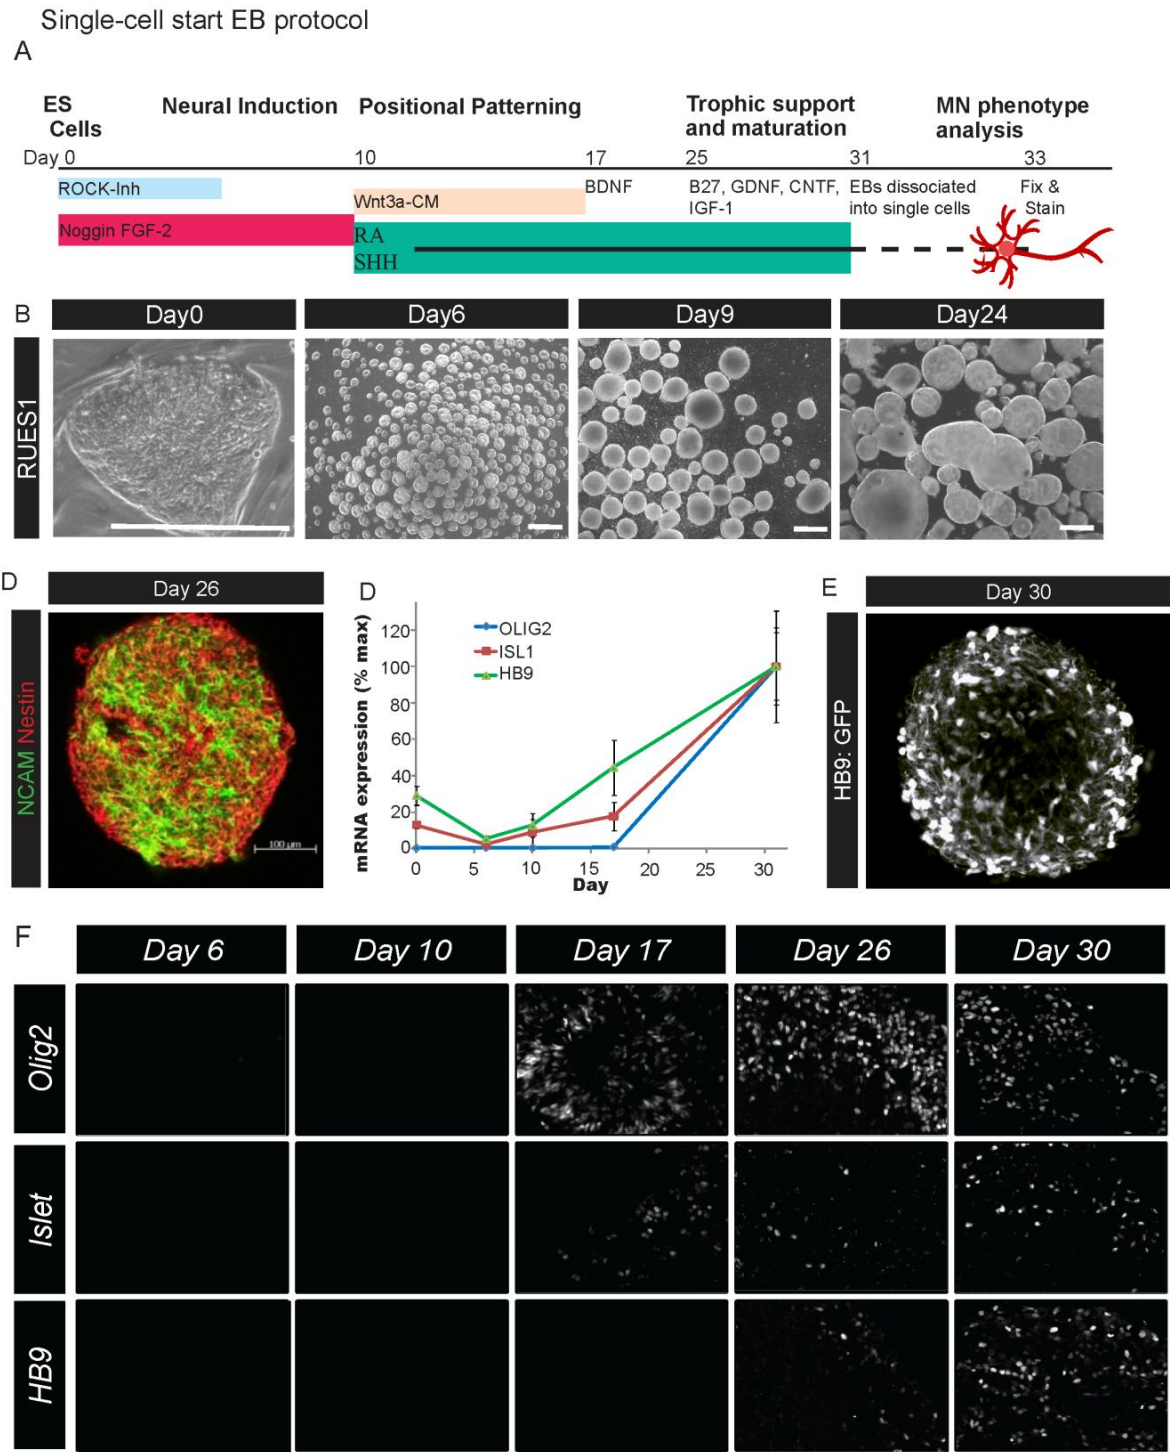 Single-cell start EB protocol
A
ES
Cells
Neural Induction
Positional Patterning
Trophic support
and maturation
MN phenotype
analysis
Day 0
10
17
25
31
33
ROCK-Inh
Wnt3a-CM
BDNF
B27, GDNF, CNTF,
IGF-1
EBs dissociated
into single cells
Fix &
Stain
Noggin FGF-2
RA
SHH
B
Day0
Day6
Day9
Day24
RUES1
D
Day 26
NCAM Nestin
100 µm
D
mRNA expression (% max)
120
100
80
60
40
20
0
OLIG2
ISL1
HB9
0
5
10
15
20
25
30
Day
E
Day 30
HB9: GFP
F
Day 6
Day 10
Day 17
Day 26
Day 30
Olig2
Islet
HB9